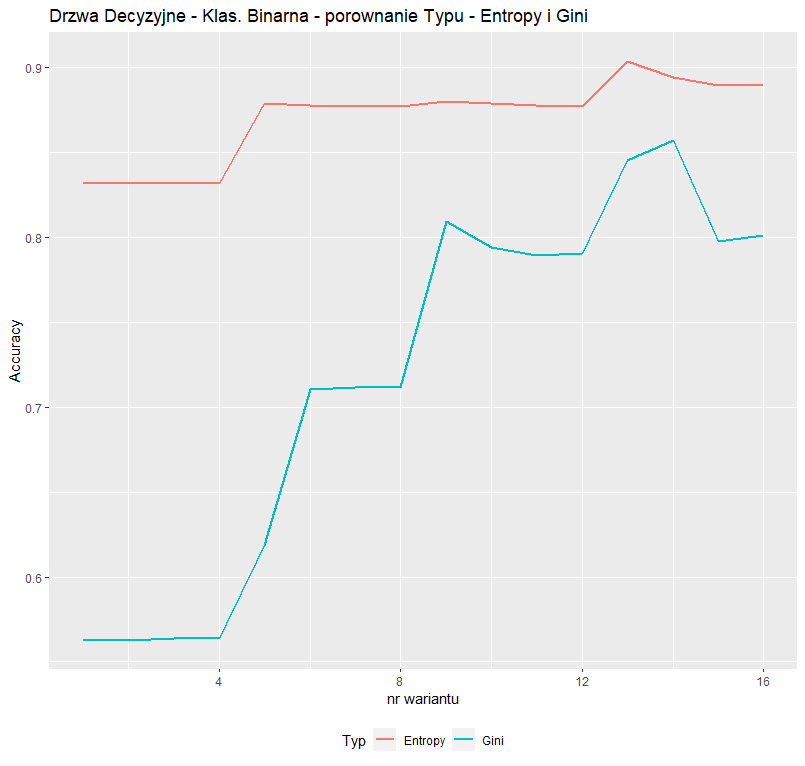 Drzwa Decyzyjne - Klas. Binarna - porownanie Typu - Entropy i Gini
Accuracy
0.9
0.8
0.7
0.6
4 8 12 16
nr wariantu
Typ Entropy Gini